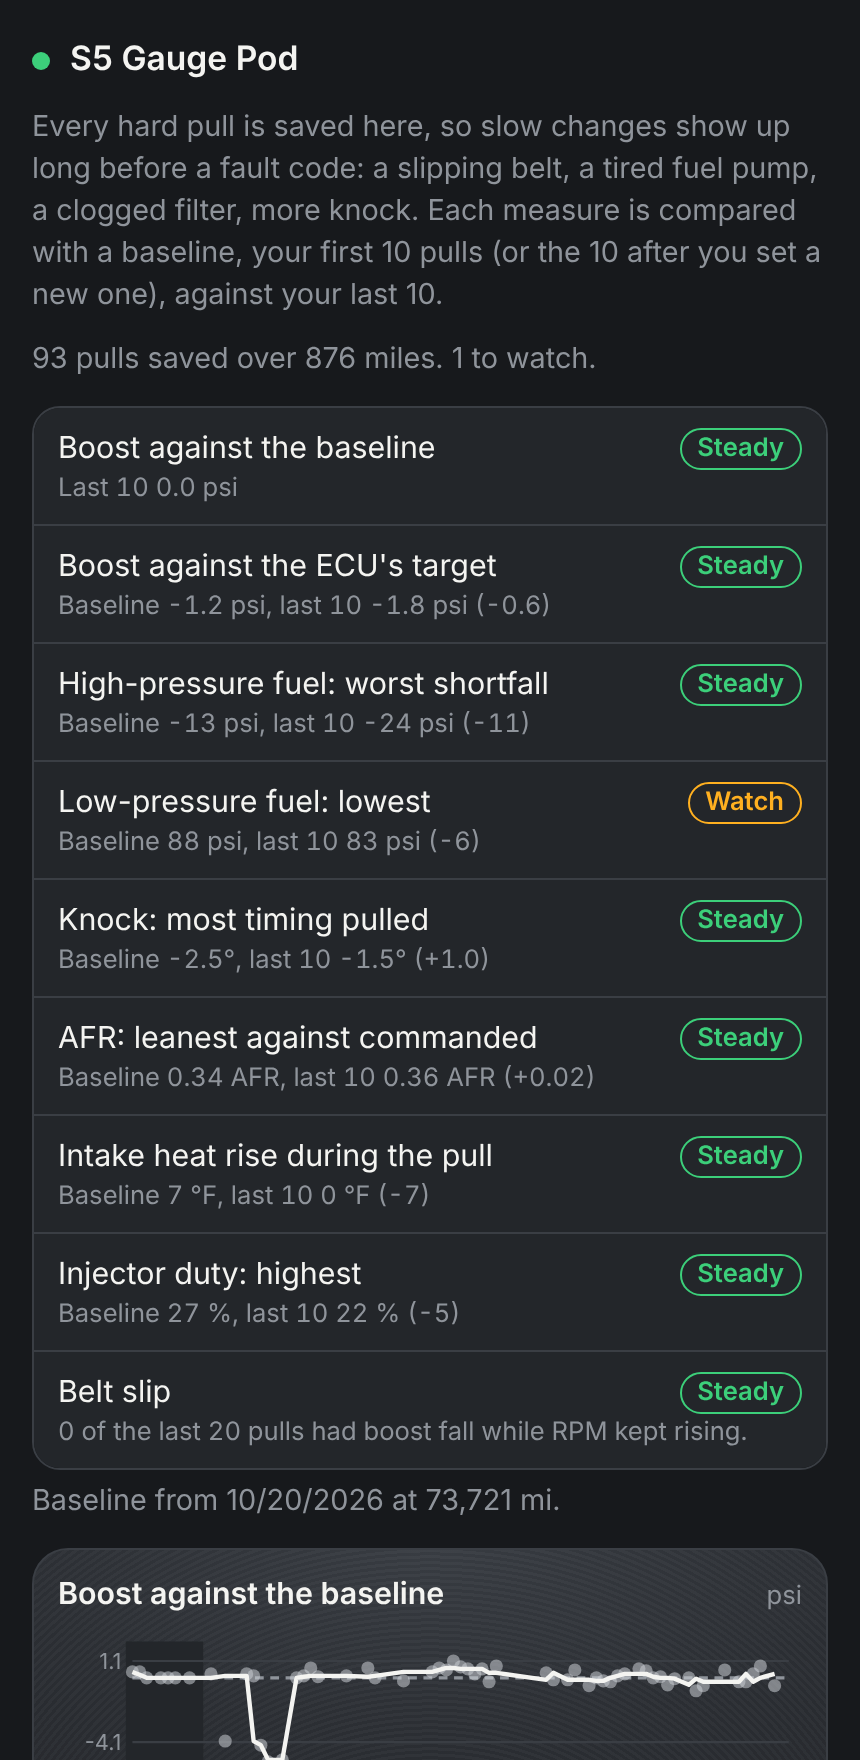 S5 Gauge Pod
Every hard pull is saved here, so slow changes show up
long before a fault code: a slipping belt, a tired fuel pump,
a clogged filter, more knock. Each measure is compared
with a baseline, your first 10 pulls (or the 10 after you set a
new one), against your last 10.
93 pulls saved over 876 miles. 1 to watch.
Boost against the baseline
Steady
Last 10 0.0 psi
Boost against the ECU's target
Steady
Baseline -1.2 psi, last 10 -1.8 psi (-0.6)
High-pressure fuel: worst shortfall
Steady
Baseline -13 psi, last 10 -24 psi (-11)
Low-pressure fuel: lowest
Watch
Baseline 88 psi, last 10 83 psi (-6)
Knock: most timing pulled
Steady
Baseline -2.5°, last 10 -1.5° (+1.0)
AFR: leanest against commanded
Steady
Baseline 0.34 AFR, last 10 0.36 AFR (+0.02)
Intake heat rise during the pull
Steady
Baseline 7 °F, last 10 0 °F (-7)
Injector duty: highest
Steady
Baseline 27 %, last 10 22 % (-5)
Belt slip
Steady
0 of the last 20 pulls had boost fall while RPM kept rising.
Baseline from 10/20/2026 at 73,721 mi.
Boost against the baseline
psi
1.1
-4.1